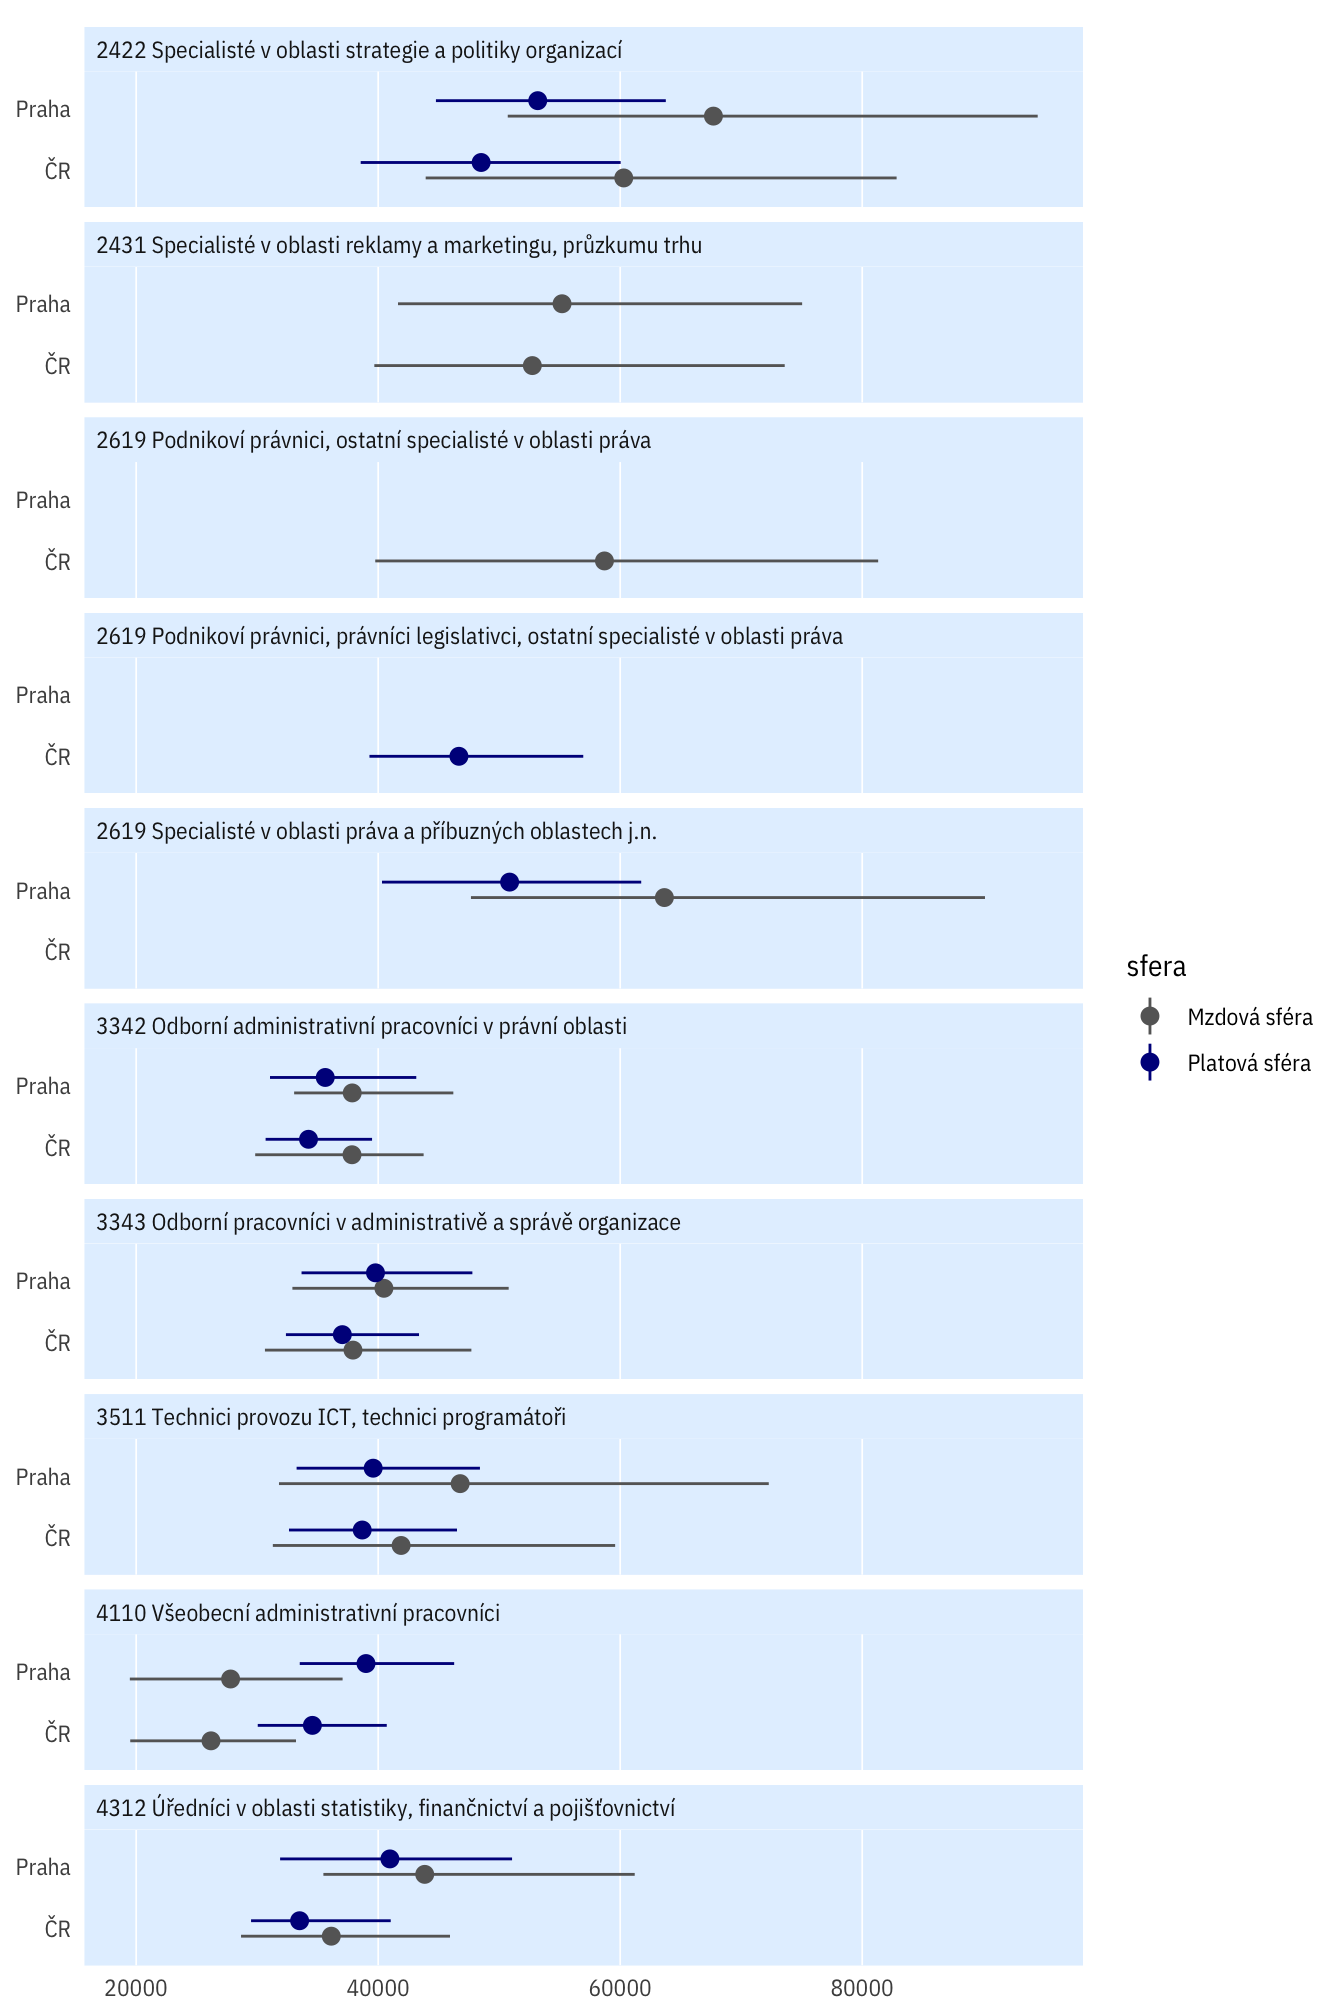 2422 Specialisté v oblasti strategie a politiky organizací
Praha
ČR
2431 Specialisté v oblasti reklamy a marketingu, průzkumu trhu
Praha
ČR
2619 Podnikoví právnici, ostatní specialisté v oblasti práva
Praha
ČR
2619 Podnikoví právnici, právníci legislativci, ostatní specialisté v oblasti práva
Praha
ČR
2619 Specialisté v oblasti práva a příbuzných oblastech j.n.
Praha
ČR
3342 Odborní administrativní pracovníci v právní oblasti
Praha
ČR
3343 Odborní pracovníci v administrativě a správě organizace
Praha
ČR
3511 Technici provozu ICT, technici programátoři
Praha
ČR
4110 Všeobecní administrativní pracovníci
Praha
ČR
4312 Úředníci v oblasti statistiky, finančnictví a pojišťovnictví
Praha
ČR
20000 40000 60000 80000
sfera
Mzdová sféra
Platová sféra